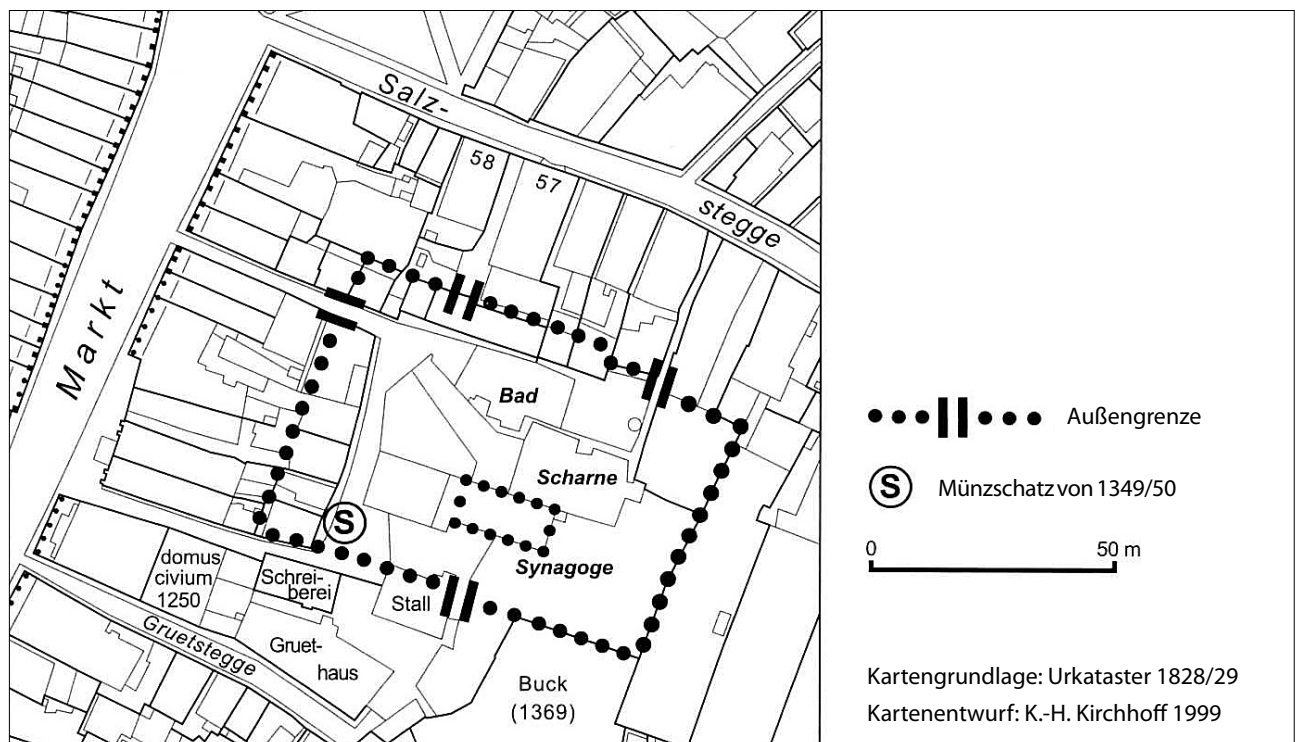 Salz-
stegge
58
57
Markt
Bad
Scharne
S
Synagoge
domus
civium
1250
Schrei-
berei
Stall
Gruet-
haus
Gruetstegge
Buck
(1369)
Außengrenze
S Münzschatz von 1349/50
0 50 m
Kartengrundlage: Urkataster 1828/29
Kartenentwurf: K.-H. Kirchhoff 1999